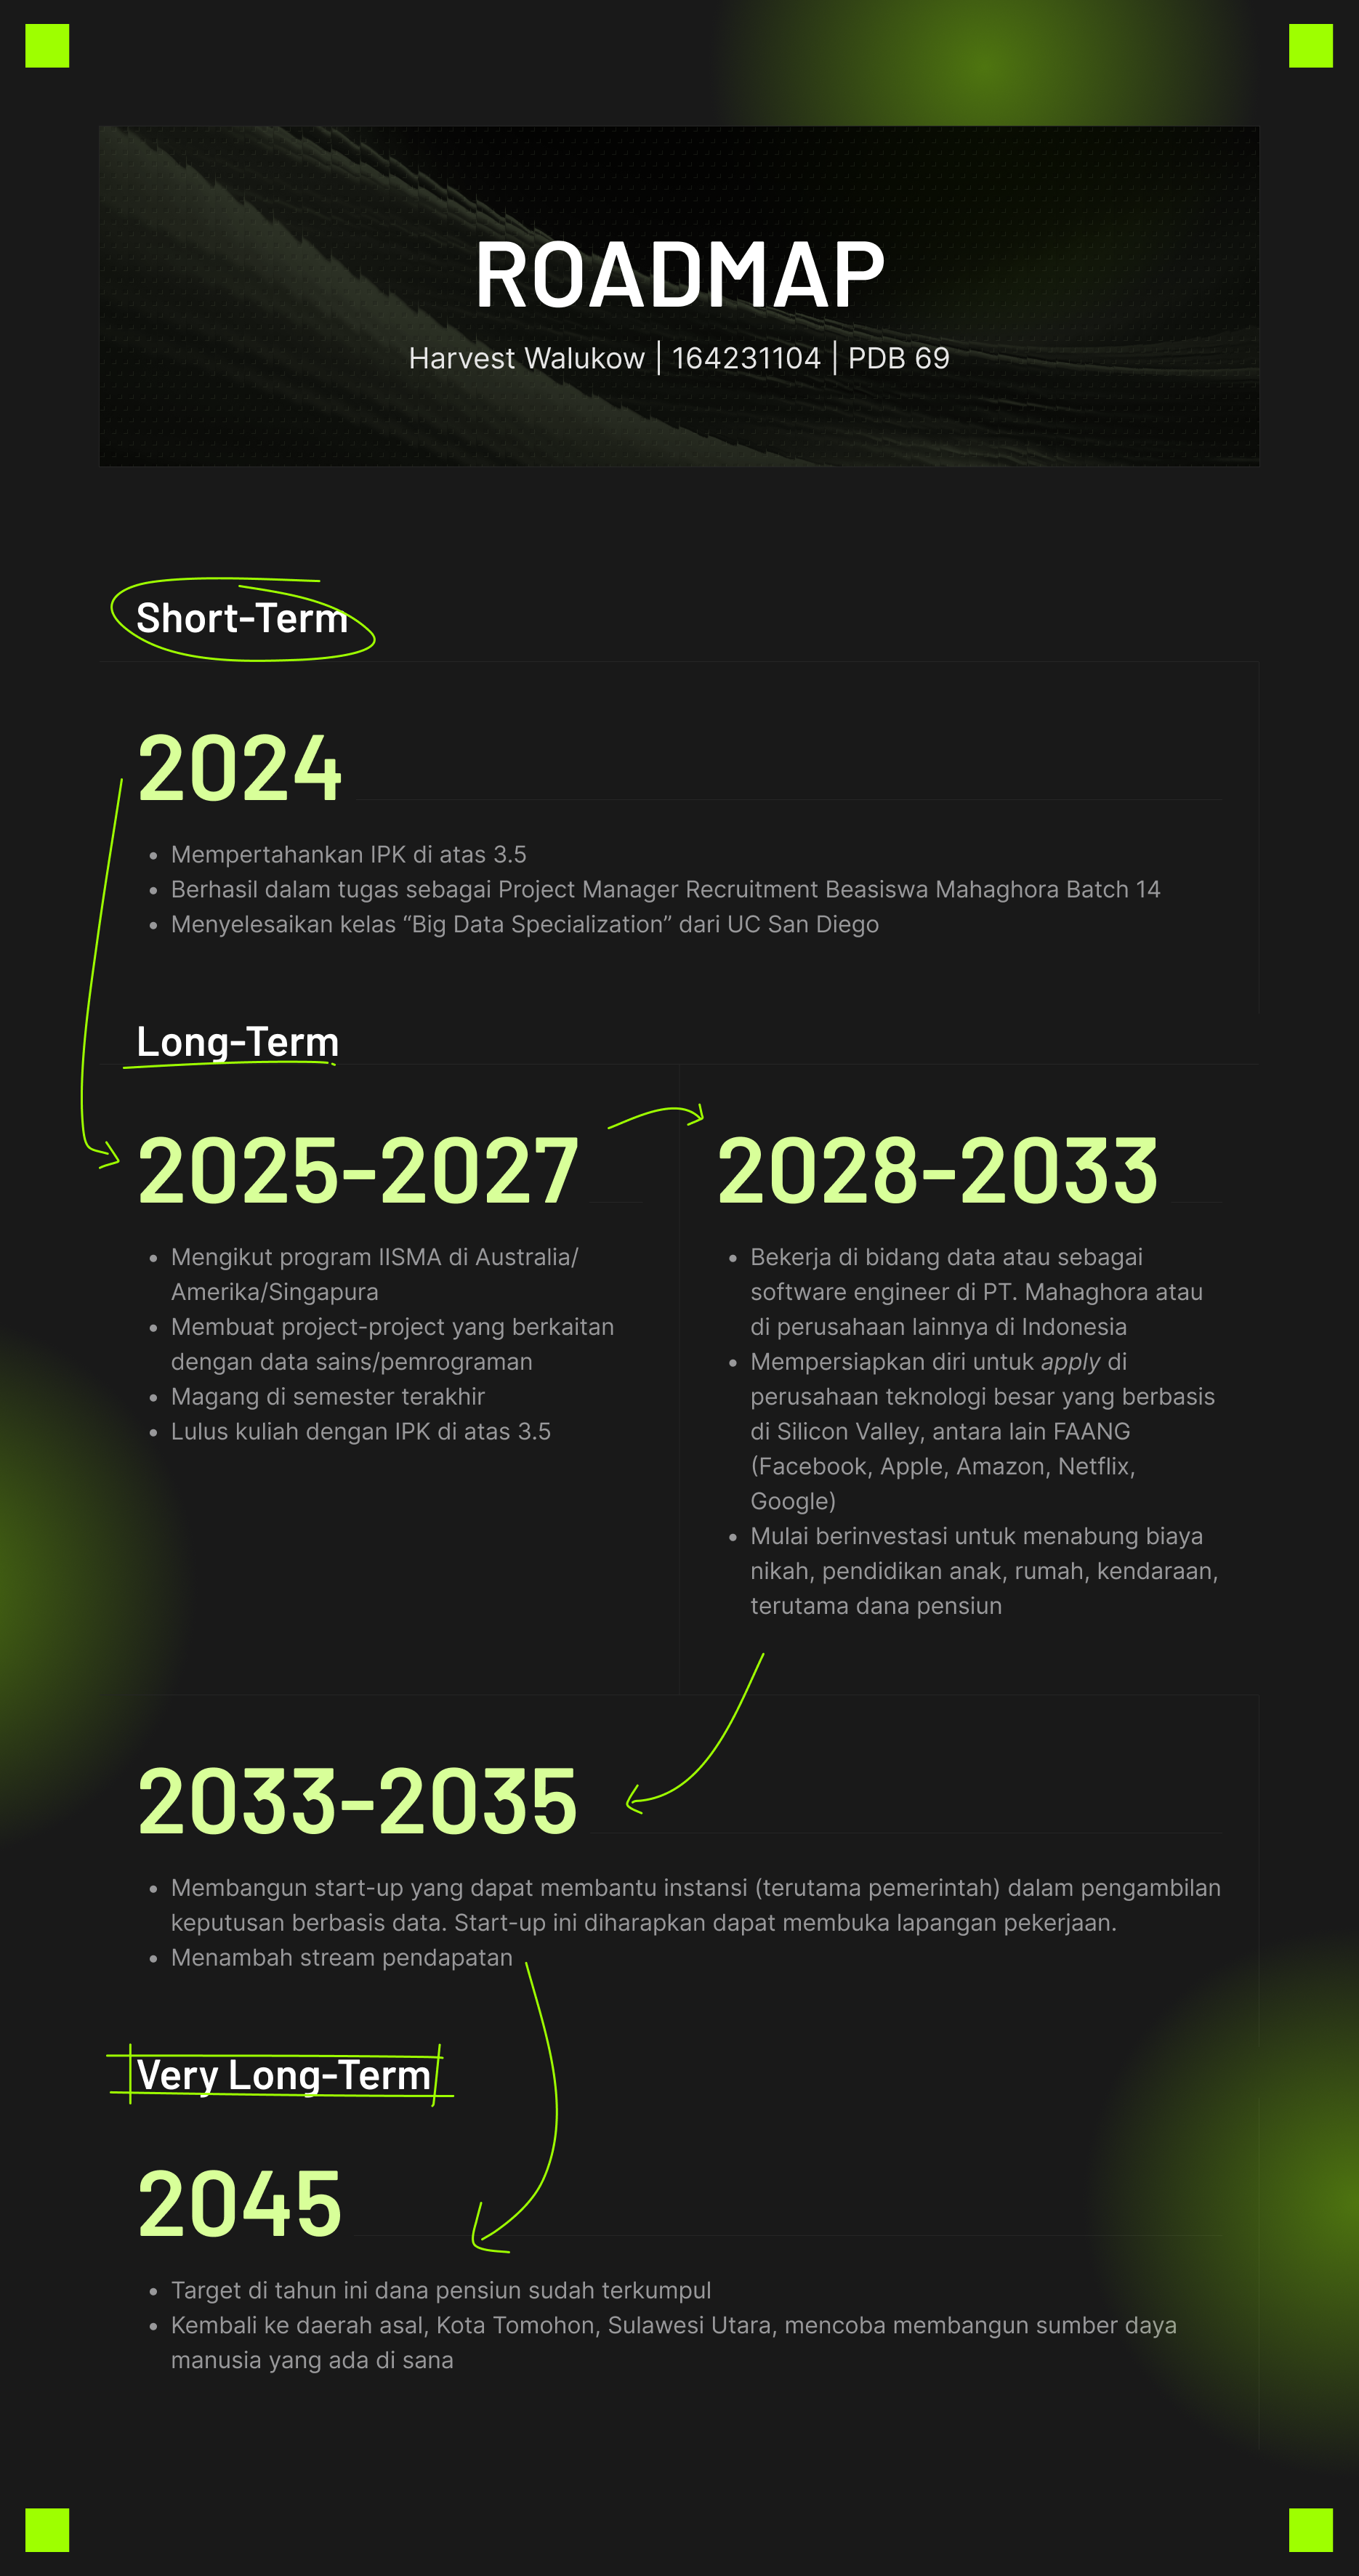 ROADMAP
Harvest Walukow | 164231104 | PDB 69
Short-Term
2024
• Mempertahankan IPK di atas 3.5
• Berhasil dalam tugas sebagai Project Manager Recruitment Beasiswa Mahaghora Batch 14
• Menyelesaikan kelas “Big Data Specialization” dari UC San Diego
Long-Term
2025-2027
• Mengikut program IISMA di Australia/
Amerika/Singapura
• Membuat project-project yang berkaitan
dengan data sains/pemrograman
• Magang di semester terakhir
• Lulus kuliah dengan IPK di atas 3.5
2028-2033
• Bekerja di bidang data atau sebagai
software engineer di PT. Mahaghora atau
di perusahaan lainnya di Indonesia
• Mempersiapkan diri untuk apply di
perusahaan teknologi besar yang berbasis
di Silicon Valley, antara lain FAANG
(Facebook, Apple, Amazon, Netflix,
Google)
• Mulai berinvestasi untuk menabung biaya
nikah, pendidikan anak, rumah, kendaraan,
terutama dana pensiun
2033-2035
• Membangun start-up yang dapat membantu instansi (terutama pemerintah) dalam pengambilan
keputusan berbasis data. Start-up ini diharapkan dapat membuka lapangan pekerjaan.
• Menambah stream pendapatan
Very Long-Term
2045
• Target di tahun ini dana pensiun sudah terkumpul
• Kembali ke daerah asal, Kota Tomohon, Sulawesi Utara, mencoba membangun sumber daya
manusia yang ada di sana